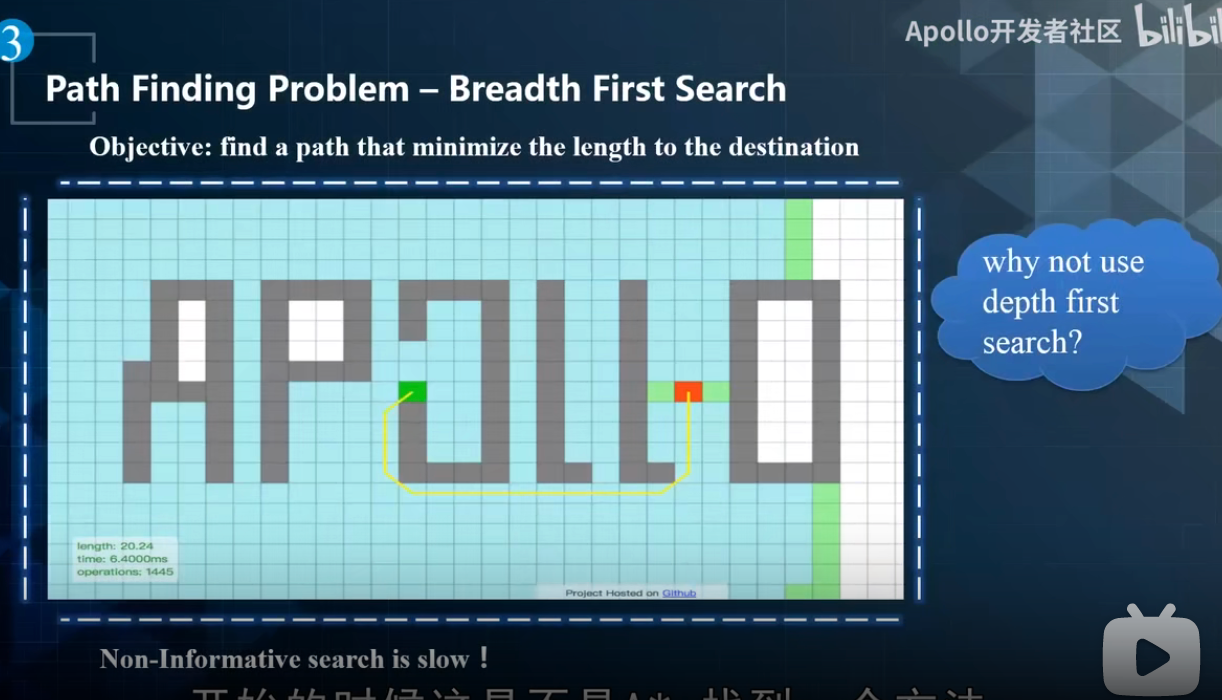 3
Apollo开发者社区 bilibili
Path Finding Problem – Breadth First Search
Objective: find a path that minimize the length to the destination
why not use
depth first
search?
length: 20.24
time: 6.4000ms
operations: 1445
Project Hosted on Github
Non-Informative search is slow！